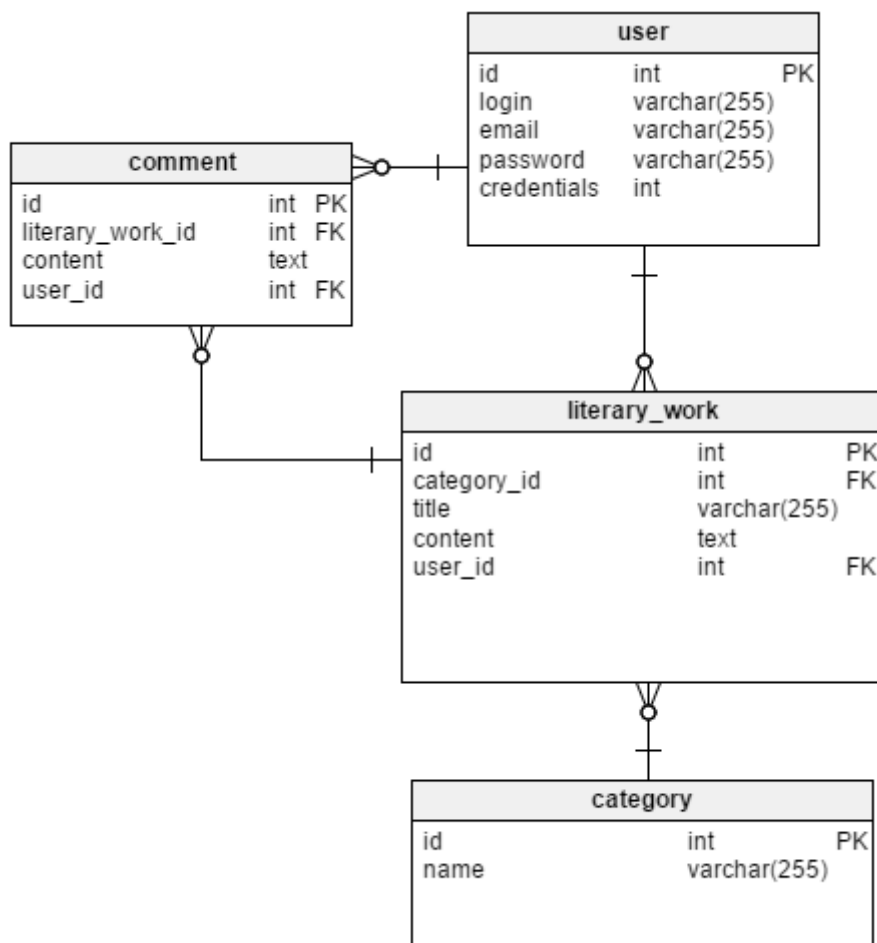 user
id int PK
login varchar(255)
email varchar(255)
password varchar(255)
credentials int
comment
id int PK
literary_work_id int FK
content text
user_id int FK
literary_work
id int PK
category_id int FK
title varchar(255)
content text
user_id int FK
category
id int PK
name varchar(255)